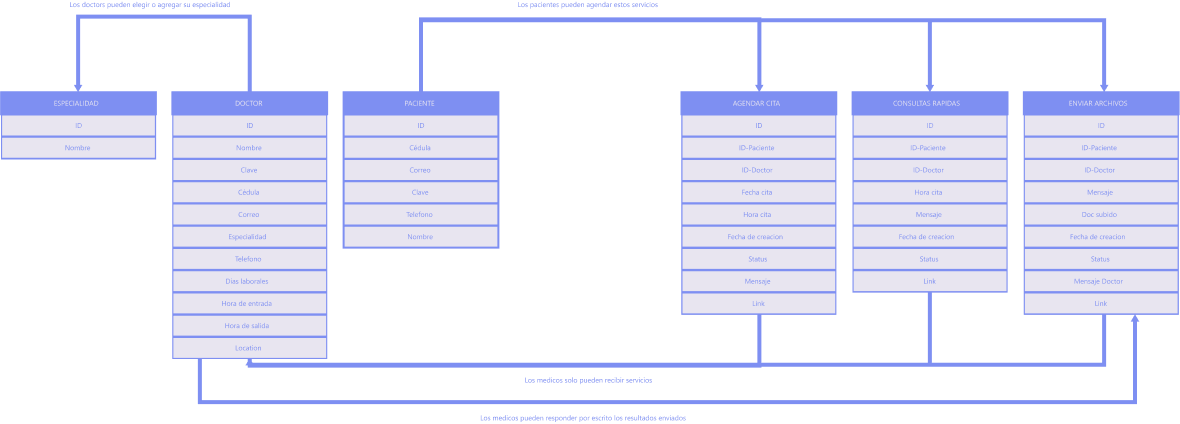 Los doctors pueden elegir o agregar su especialidad
Los pacientes pueden agendar estos servicios
ESPECIALIDAD
ID
Nombre
DOCTOR
ID
Nombre
Clave
Cédula
Correo
Especialidad
Telefono
Dias laborales
Hora de entrada
Hora de salida
Location
PACIENTE
ID
Cédula
Correo
Clave
Telefono
Nombre
AGENDAR CITA
ID
ID-Paciente
ID-Doctor
Fecha cita
Hora cita
Fecha de creacion
Status
Mensaje
Link
CONSULTAS RAPIDAS
ID
ID-Paciente
ID-Doctor
Hora cita
Mensaje
Fecha de creacion
Status
Link
ENVIAR ARCHIVOS
ID
ID-Paciente
ID-Doctor
Mensaje
Doc subido
Fecha de creacion
Status
Mensaje Doctor
Link
Los medicos solo pueden recibir servicios
Los medicos pueden responder por escrito los resultados enviados